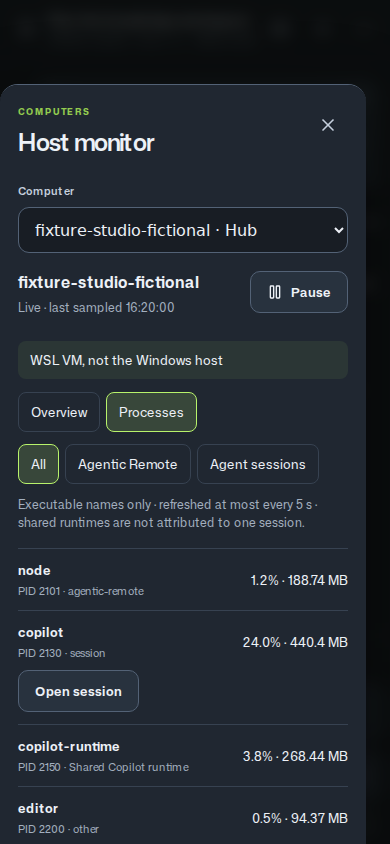 COMPUTERS
Host monitor
Computer
fixture-studio-fictional · Hub
fixture-studio-fictional
Live · last sampled 16:20:00
Pause
WSL VM, not the Windows host
Overview
Processes
All
Agentic Remote
Agent sessions
Executable names only · refreshed at most every 5 s ·
shared runtimes are not attributed to one session.
node
1.2% · 188.74 MB
PID 2101 · agentic-remote
copilot
24.0% · 440.4 MB
PID 2130 · session
Open session
copilot-runtime
3.8% · 268.44 MB
PID 2150 · Shared Copilot runtime
editor
0.5% · 94.37 MB
PID 2200 · other